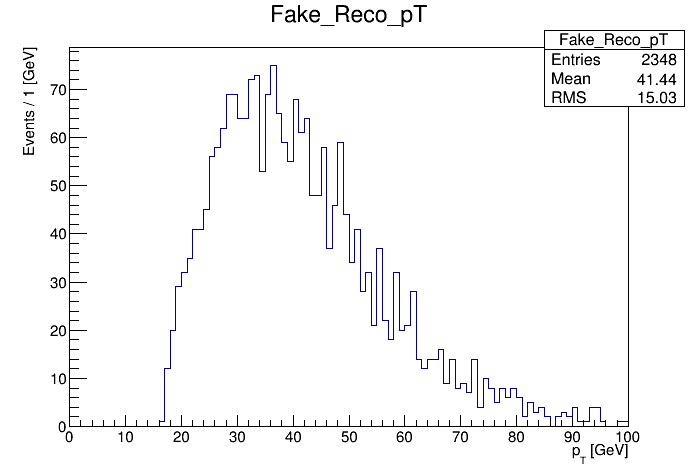 Fake_Reco_pT
Fake_Reco_pT
Entries 2348
Mean 41.44
RMS 15.03
Events / 1 [GeV]
70
60
50
40
30
20
10
0
0 10 20 30 40 50 60 70 80 90 100
p_T [GeV]